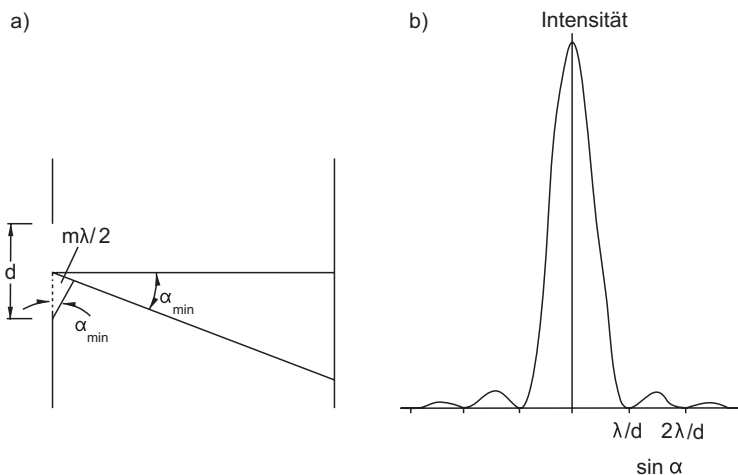 a)
mλ/2
d
α min
α min
b)
Intensität
λ/d
2λ/d
sin α